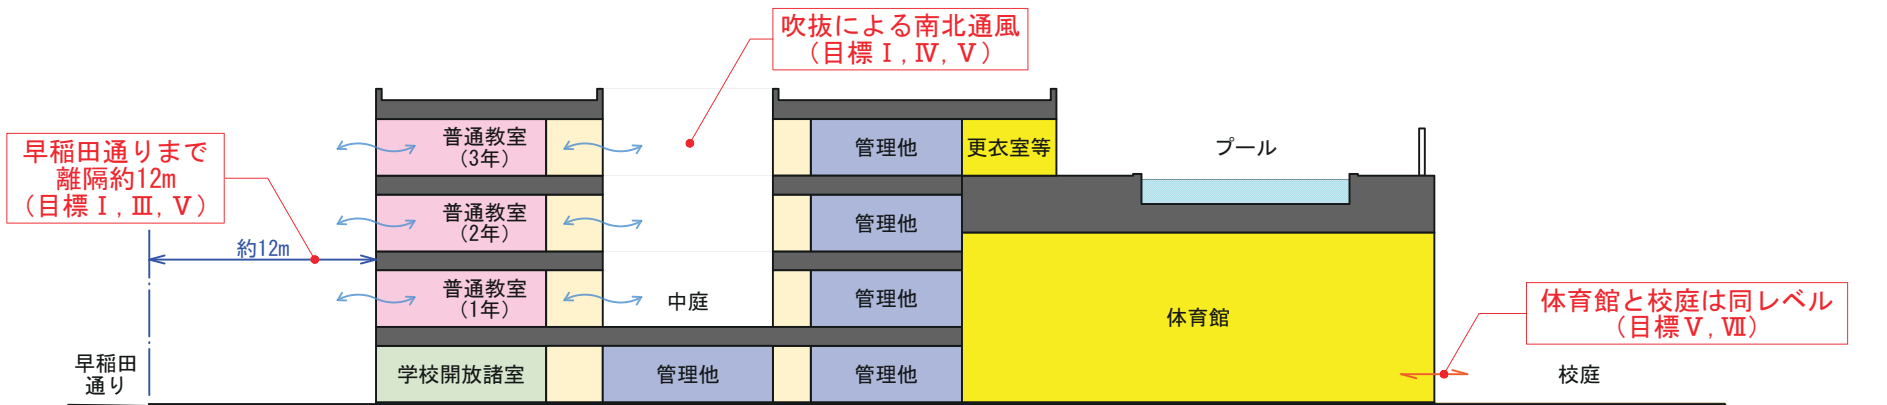 吹抜による南北通風
(目標Ⅰ,Ⅳ,Ⅴ)
早稲田通りまで
離隔約12m
(目標Ⅰ,Ⅲ,Ⅴ)
普通教室
(3年)
管理他
更衣室等
プール
普通教室
(2年)
管理他
約12m
普通教室
(1年)
中庭
管理他
体育館
体育館と校庭は同レベル
(目標Ⅴ,Ⅶ)
早稲田
通り
学校開放諸室
管理他
管理他
校庭